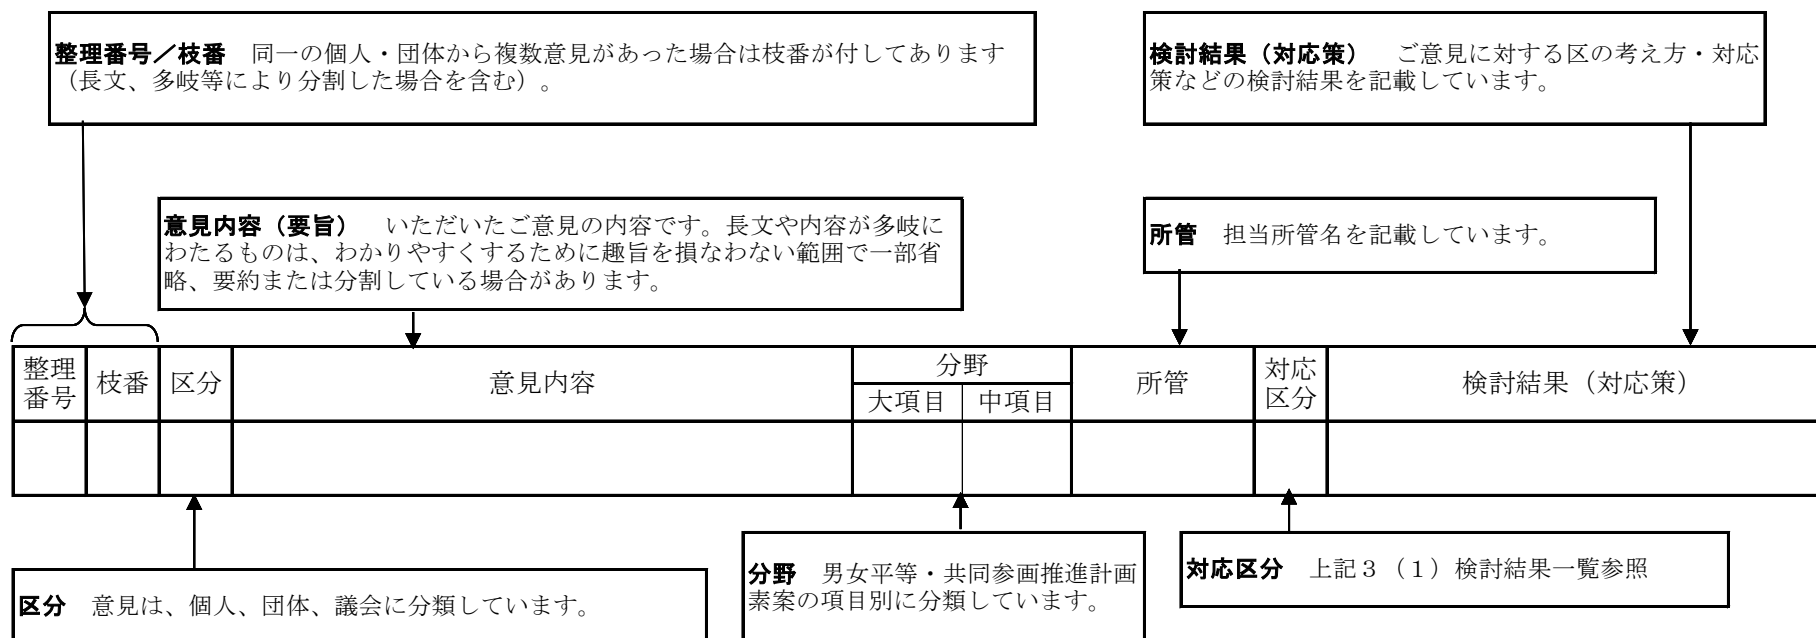 整理番号／枝番　同一の個人・団体から複数意見があった場合は枝番が付してあります
（長文、多岐等により分割した場合を含む）。
検討結果（対応策）　ご意見に対する区の考え方・対応
策などの検討結果を記載しています。
意見内容（要旨）　いただいたご意見の内容です。長文や内容が多岐に
わたるものは、わかりやすくするために趣旨を損なわない範囲で一部省
略、要約または分割している場合があります。
所管　担当所管名を記載しています。
整理
番号
枝番
区分
意見内容
分野
大項目
中項目
所管
対応
区分
検討結果（対応策）
区分　意見は、個人、団体、議会に分類しています。
分野　男女平等・共同参画推進計画
素案の項目別に分類しています。
対応区分　上記３（１）検討結果一覧参照